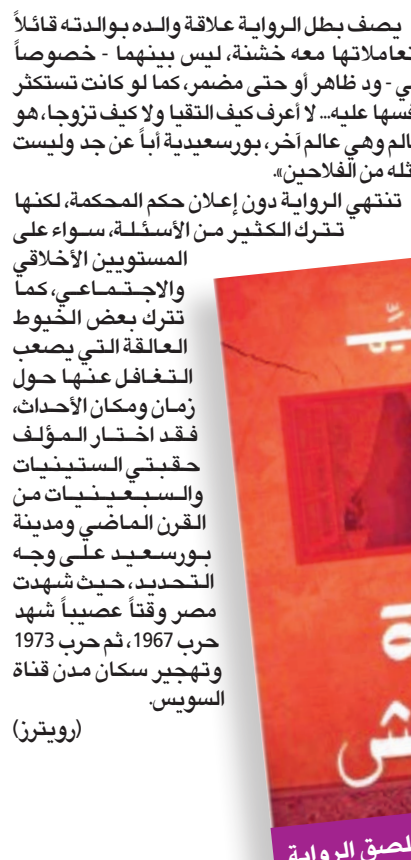 يصف بطل الرواية علاقة والده بوالدته قائلاً
تعاملاتها معه خشنة، ليس بينهما - خصوصاً
ـي - ود ظاهر أو حتى مضمر، كما لو كانت تستكثر
فسها عليه... لا أعرف كيف التقيا ولا كيف تزوجا، هو
الم وهي عالم آخر، بورسعيدية أباً عن جد وليست
ثله من الفلاحين».
تنتهي الرواية دون إعلان حكم المحكمة، لكنها
تترك الكثير من الأسئلة، سواء على
المستويين الأخلاقي
والاجتماعي، كما
تترك بعض الخيوط
العالقة التي يصعب
التغافل عنها حول
زمان ومكان الأحداث،
فقد اختار المؤلف
حقبتي الستينيات
والسبعينيات من
القرن الماضي ومدينة
بورسعيد على وجه
التحديد، حيث شهدت
مصر وقتاً عصيباً شهد
حرب 1967، ثم حرب 1973
وتهجير سكان مدن قناة
السويس.
(رويترز)
لصق الرواية